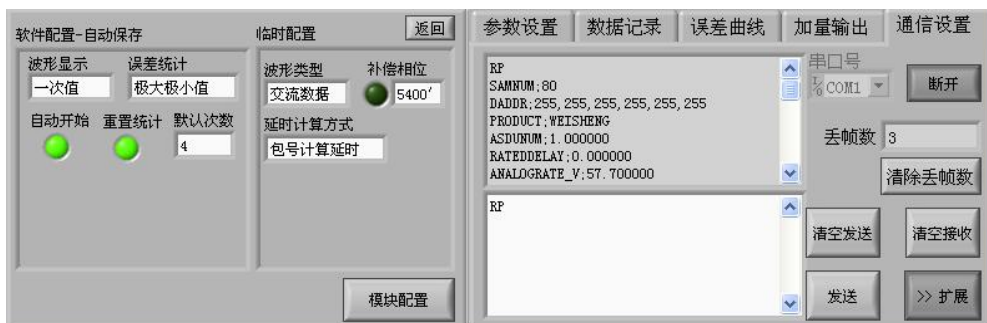 软件配置-自动保存
波形显示 误差统计
一次值 极大极小值
自动开始 重置统计 默认次数
4
临时配置 返回
波形类型 补偿相位
交流数据 5400′
延时计算方式
包号计算延时
模块配置
参数设置 数据记录 误差曲线 加量输出 通信设置
RP
SAMNUM;80
DADDR;255, 255, 255, 255, 255, 255
PRODUCT;WEISHENG
ASDUNUM;1.000000
RATEDDELAY;0.000000
ANALOGRATE_V;57.700000
RP
串口号
I/O COM1 断开
丢帧数 3
清除丢帧数
清空发送 清空接收
发送 >> 扩展